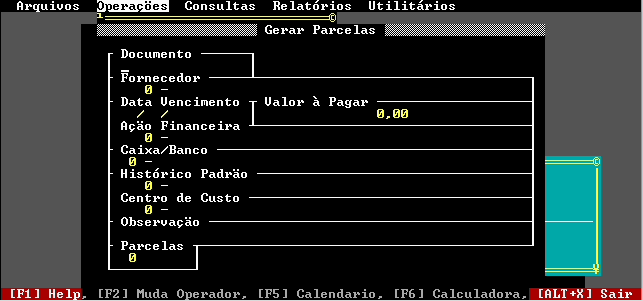 Arquivos Operações Consultas Relatórios Utilitários
Gerar Parcelas
Documento
Fornecedor
0 -
Data Vencimento Valor à Pagar
/ / 0,00
Ação Financeira
0 -
Caixa/Banco
0 -
Histórico Padrão
0 -
Centro de Custo
0 -
Observação
Parcelas
0
[F1] Help, [F2] Muda Operador, [F5] Calendario, [F6] Calculadora, [ALT+X] Sair